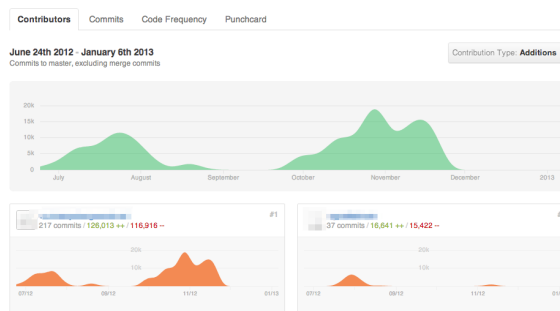 Contributors Commits Code Frequency Punchcard
June 24th 2012 - January 6th 2013
Contribution Type: Additions
Commits to master, excluding merge commits
20k
15k
10k
5k
0
July August September October November December 2013
#1
217 commits / 126,013 ++ / 116,916 --
37 commits / 16,641 ++ / 15,422 --
20k 20k
10k 10k
07/12 09/12 11/12 01/13 07/12 09/12 11/12 01/13